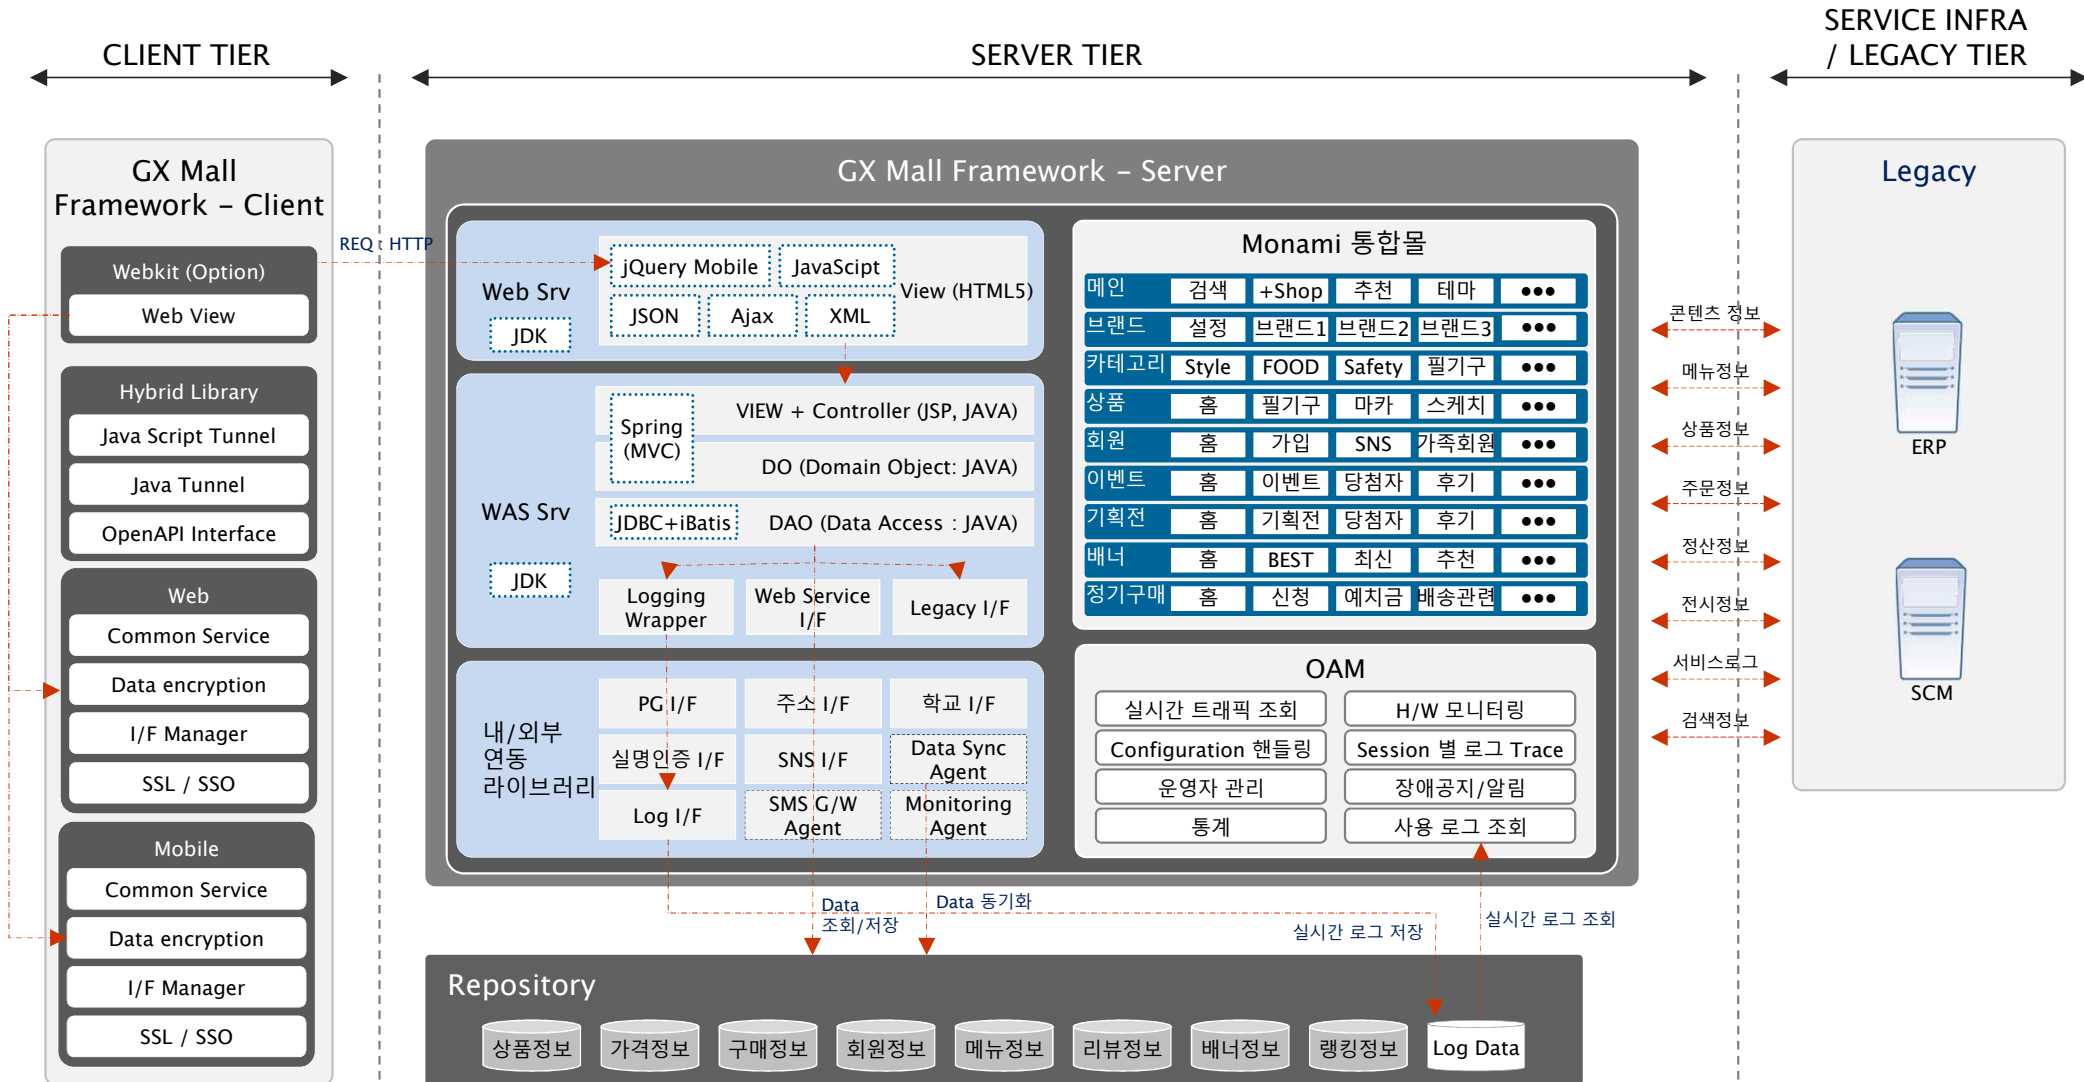 CLIENT TIER
SERVER TIER
SERVICE INFRA
/ LEGACY TIER
GX Mall
Framework – Client
Webkit (Option)
Web View
Hybrid Library
Java Script Tunnel
Java Tunnel
OpenAPI Interface
Web
Common Service
Data encryption
I/F Manager
SSL / SSO
Mobile
Common Service
Data encryption
I/F Manager
SSL / SSO
REQ : HTTP
GX Mall Framework – Server
Web Srv
JDK
jQuery Mobile
JavaScipt
JSON
Ajax
XML
View (HTML5)
WAS Srv
JDK
Spring
(MVC)
VIEW + Controller (JSP, JAVA)
DO (Domain Object: JAVA)
JDBC+iBatis
DAO (Data Access : JAVA)
Logging
Wrapper
Web Service
I/F
Legacy I/F
내/외부
연동
라이브러리
PG I/F
주소 I/F
학교 I/F
실명인증 I/F
SNS I/F
Data Sync
Agent
Log I/F
SMS G/W
Agent
Monitoring
Agent
Monami 통합몰
메인 검색 +Shop 추천 테마 ●●●
브랜드 설정 브랜드1 브랜드2 브랜드3 ●●●
카테고리 Style FOOD Safety 필기구 ●●●
상품 홈 필기구 마카 스케치 ●●●
회원 홈 가입 SNS 가족회원 ●●●
이벤트 홈 이벤트 당첨자 후기 ●●●
기획전 홈 기획전 당첨자 후기 ●●●
배너 홈 BEST 최신 추천 ●●●
정기구매 홈 신청 예치금 배송관련 ●●●
OAM
실시간 트래픽 조회
H/W 모니터링
Configuration 핸들링
Session 별 로그 Trace
운영자 관리
장애공지/알림
통계
사용 로그 조회
콘텐츠 정보
메뉴정보
상품정보
주문정보
정산정보
전시정보
서비스로그
검색정보
Legacy
ERP
SCM
Data
조회/저장
Data 동기화
실시간 로그 저장
실시간 로그 조회
Repository
상품정보
가격정보
구매정보
회원정보
메뉴정보
리뷰정보
배너정보
랭킹정보
Log Data